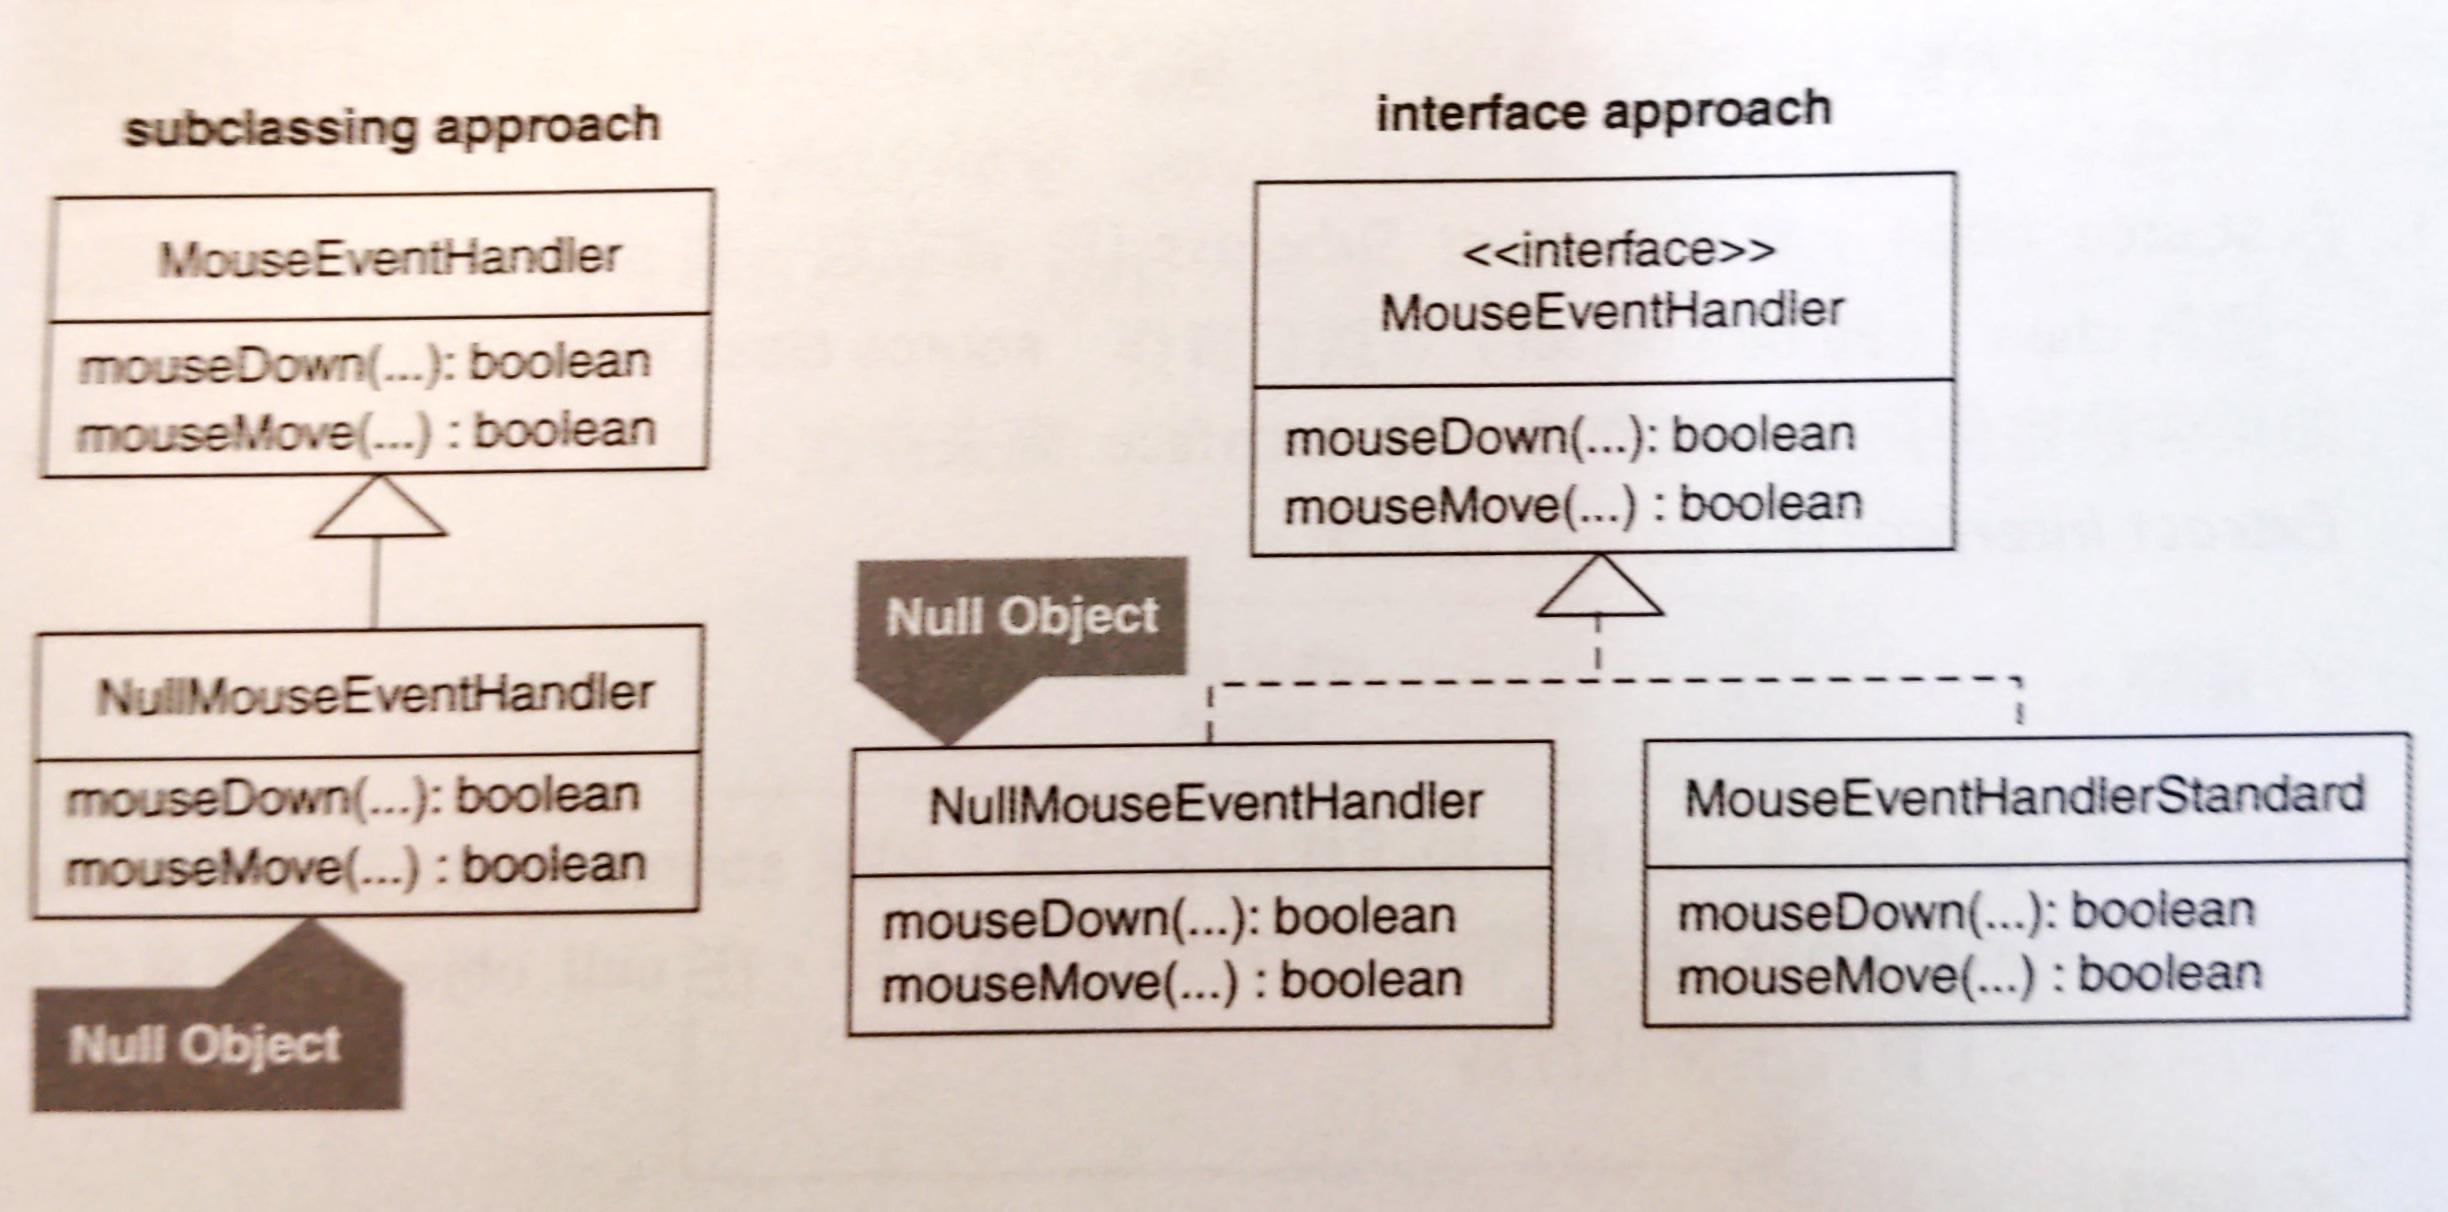 subclassing approach
MouseEventHandler
mouseDown(...): boolean
mouseMove(...) : boolean
NullMouseEventHandler
mouseDown(...): boolean
mouseMove(...) : boolean
Null Object
interface approach
<<interface>>
MouseEventHandler
mouseDown(...): boolean
mouseMove(...) : boolean
Null Object
NullMouseEventHandler
mouseDown(...): boolean
mouseMove(...) : boolean
MouseEventHandlerStandard
mouseDown(...): boolean
mouseMove(...) : boolean